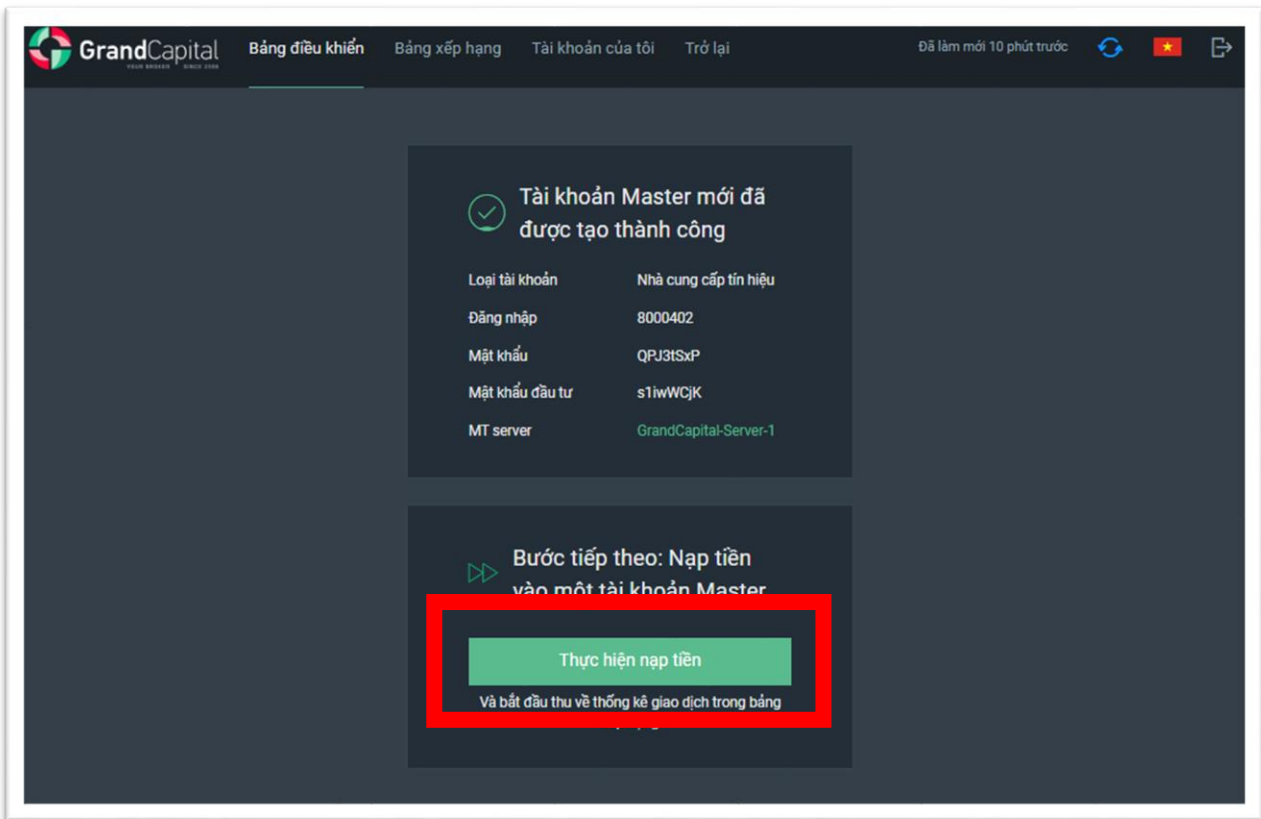 GrandCapital Bảng điều khiển Bảng xếp hạng Tài khoản của tôi Trở lại Đã làm mới 10 phút trước
YOUR BROKER SINCE 2006
Tài khoản Master mới đã
được tạo thành công
Loại tài khoản Nhà cung cấp tín hiệu
Đăng nhập 8000402
Mật khẩu QPJ3tSxP
Mật khẩu đầu tư s1iwWCjK
MT server GrandCapital-Server-1
Bước tiếp theo: Nạp tiền
vào một tài khoản Master
Thực hiện nạp tiền
Và bắt đầu thu về thống kê giao dịch trong bảng